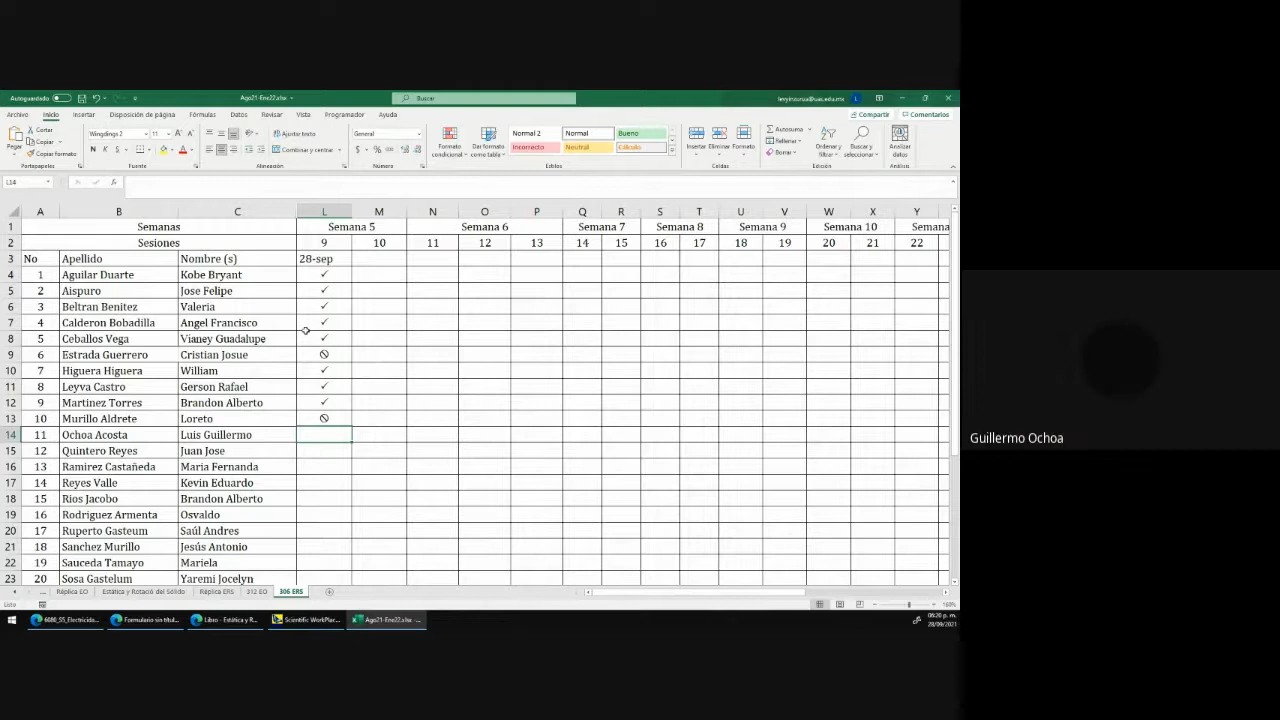 Autoguardado
Ago21-Ene22.xlsx
Buscar
Archivo Inicio Insertar Disposición de página Fórmulas Datos Revisar Vista Programador Ayuda Compartir Comentarios
Pegar Cortar Copiar Copiar formato Portapapeles
Wingdings 2 11 N K S Fuente
Ajustar texto Combinar y centrar Alineación
General $ % 000 Número
Formato condicional Dar formato como tabla
Normal 2 Normal Bueno
Incorrecto Neutral Cálculo
Estilos
Insertar Eliminar Formato Celdas
Autosuma Rellenar Borrar Ordenar y filtrar Buscar y seleccionar Edición
Analizar datos Análisis
L14 fx
A B C L M N O P Q R S T U V W X Y
1 Semanas Semana 5 Semana 6 Semana 7 Semana 8 Semana 9 Semana 10 Semana
2 Sesiones 9 10 11 12 13 14 15 16 17 18 19 20 21 22
3 No Apellido Nombre (s) 28-sep
4 1 Aguilar Duarte Kobe Bryant ✓
5 2 Aispuro Jose Felipe ✓
6 3 Beltran Benitez Valeria ✓
7 4 Calderon Bobadilla Angel Francisco ✓
8 5 Ceballos Vega Vianey Guadalupe ✓
9 6 Estrada Guerrero Cristian Josue
10 7 Higuera Higuera William ✓
11 8 Leyva Castro Gerson Rafael ✓
12 9 Martinez Torres Brandon Alberto ✓
13 10 Murillo Aldrete Loreto
14 11 Ochoa Acosta Luis Guillermo
15 12 Quintero Reyes Juan Jose
16 13 Ramirez Castañeda Maria Fernanda
17 14 Reyes Valle Kevin Eduardo
18 15 Rios Jacobo Brandon Alberto
19 16 Rodriguez Armenta Osvaldo
20 17 Ruperto Gasteum Saúl Andres
21 18 Sanchez Murillo Jesús Antonio
22 19 Sauceda Tamayo Mariela
23 20 Sosa Gastelum Yaremi Jocelyn
... Réplica EO Estática y Rotació del Sólido Réplica ERS 312 EO 306 ERS
Listo 160%
6080_S5_Electricida... Formulario sin títul... Libro - Estática y R... Scientific WorkPlac... Ago21-Ene22.xlsx -...
06:20 p. m.
28/09/2021
Guillermo Ochoa